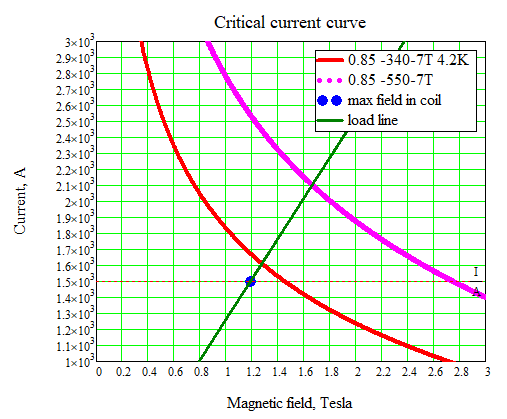 Critical current curve
3×10³
2.9×10³
2.8×10³
2.7×10³
2.6×10³
2.5×10³
2.4×10³
2.3×10³
2.2×10³
2.1×10³
2×10³
1.9×10³
1.8×10³
1.7×10³
1.6×10³
1.5×10³
1.4×10³
1.3×10³
1.2×10³
1.1×10³
1×10³
Current, A
0.85 -340-7T 4.2K
0.85 -550-7T
max field in coil
load line
I
A
0 0.2 0.4 0.6 0.8 1 1.2 1.4 1.6 1.8 2 2.2 2.4 2.6 2.8 3
Magnetic field, Tesla